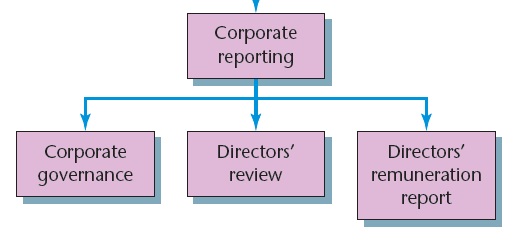 Corporate
reporting
Corporate
governance
Directors’
review
Directors’
remuneration
report